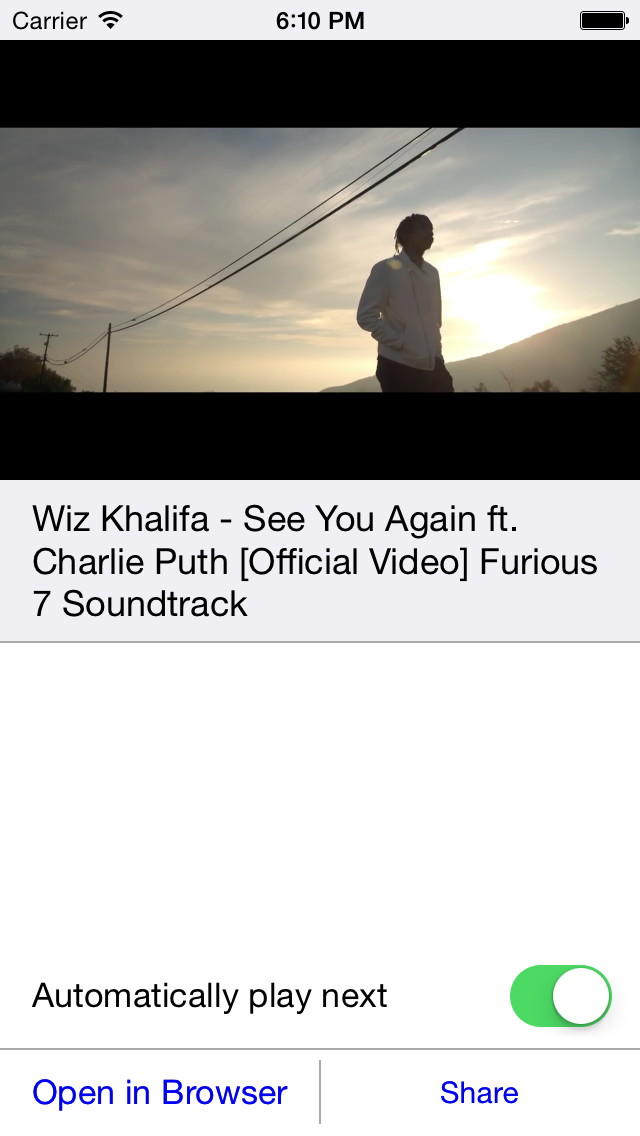 Carrier 6:10 PM
Wiz Khalifa - See You Again ft.
Charlie Puth [Official Video] Furious
7 Soundtrack
Automatically play next
Open in Browser Share